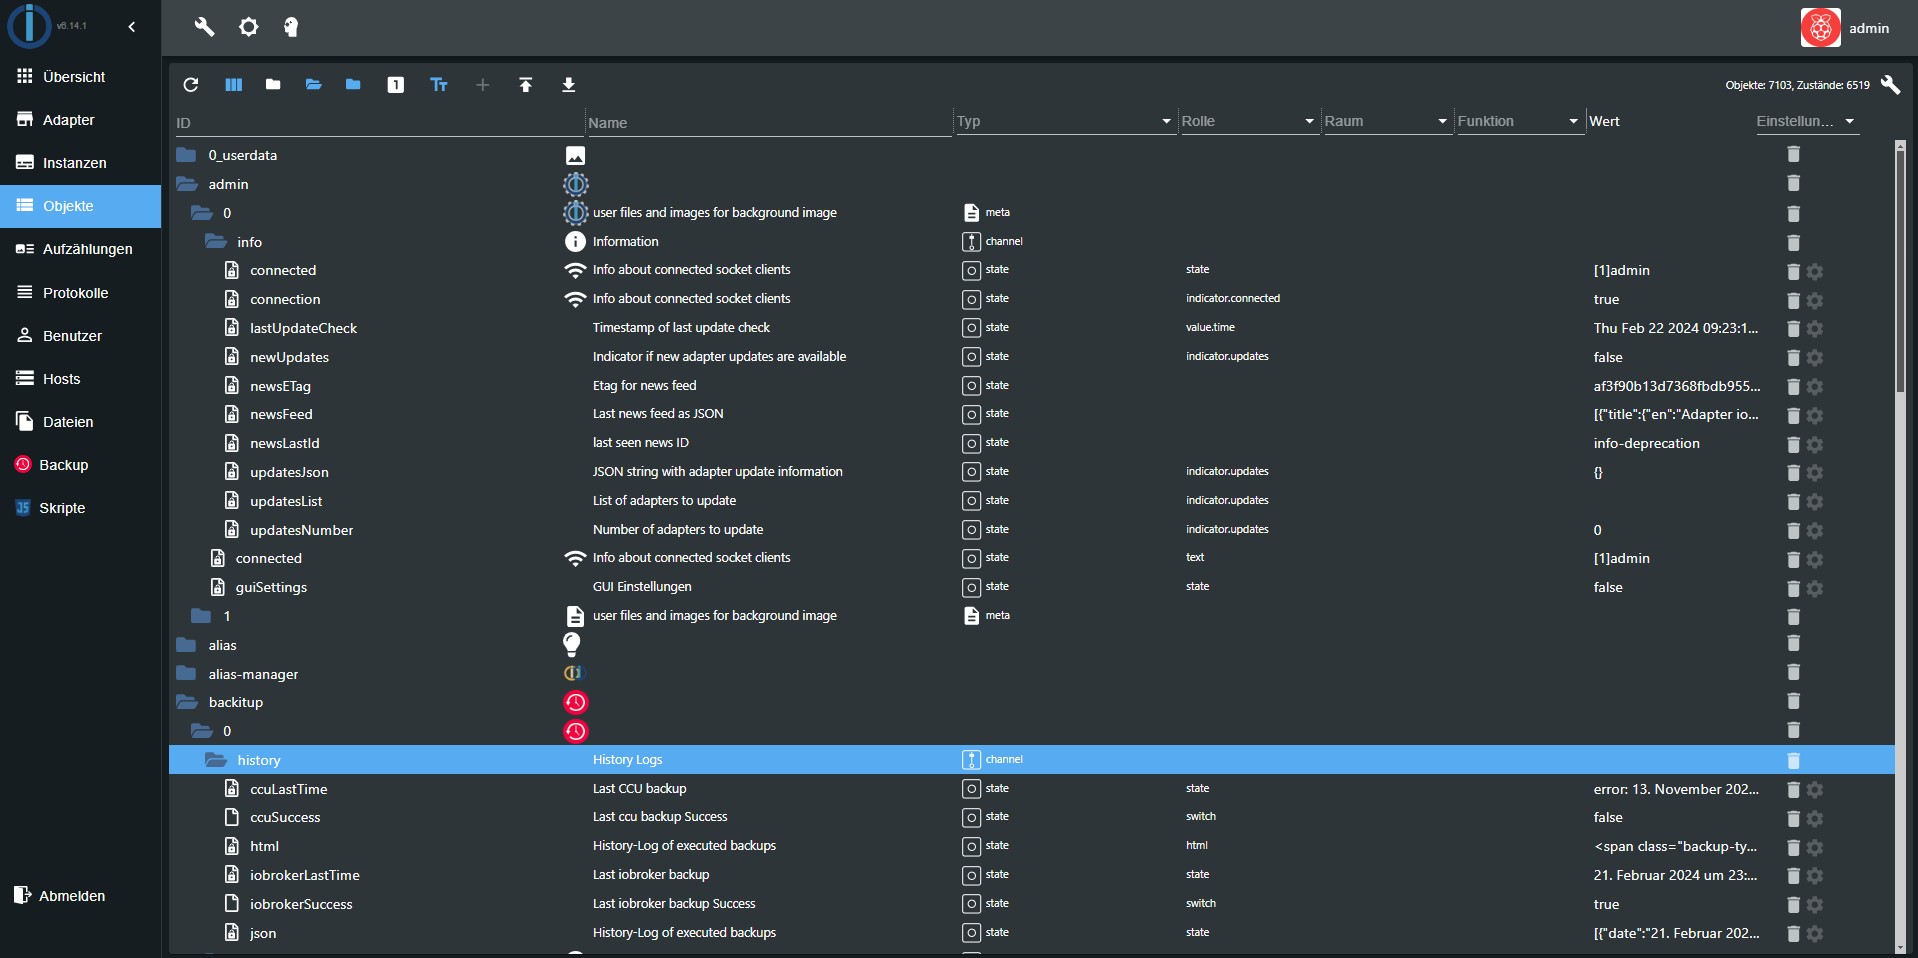 v6.14.1
admin
Übersicht
Adapter
Instanzen
Objekte
Aufzählungen
Protokolle
Benutzer
Hosts
Dateien
Backup
JS Skripte
Abmelden
1 Tт Objekte: 7103, Zustände: 6519
ID Name Typ Rolle Raum Funktion Wert Einstellun...
0_userdata
admin
0 user files and images for background image meta
info Information channel
connected Info about connected socket clients state state [1]admin
connection Info about connected socket clients state indicator.connected true
lastUpdateCheck Timestamp of last update check state value.time Thu Feb 22 2024 09:23:1...
newUpdates Indicator if new adapter updates are available state indicator.updates false
newsETag Etag for news feed state af3f90b13d7368fbdb955...
newsFeed Last news feed as JSON state [{"title":{"en":"Adapter io...
newsLastId last seen news ID state info-deprecation
updatesJson JSON string with adapter update information state indicator.updates {}
updatesList List of adapters to update state indicator.updates
updatesNumber Number of adapters to update state indicator.updates 0
connected Info about connected socket clients state text [1]admin
guiSettings GUI Einstellungen state state false
1 user files and images for background image meta
alias
alias-manager
backitup
0
history History Logs channel
ccuLastTime Last CCU backup state state error: 13. November 202...
ccuSuccess Last ccu backup Success state switch false
html History-Log of executed backups state html <span class="backup-ty...
iobrokerLastTime Last iobroker backup state state 21. Februar 2024 um 23:...
iobrokerSuccess Last iobroker backup Success state switch true
json History-Log of executed backups state state [{"date":"21. Februar 202...